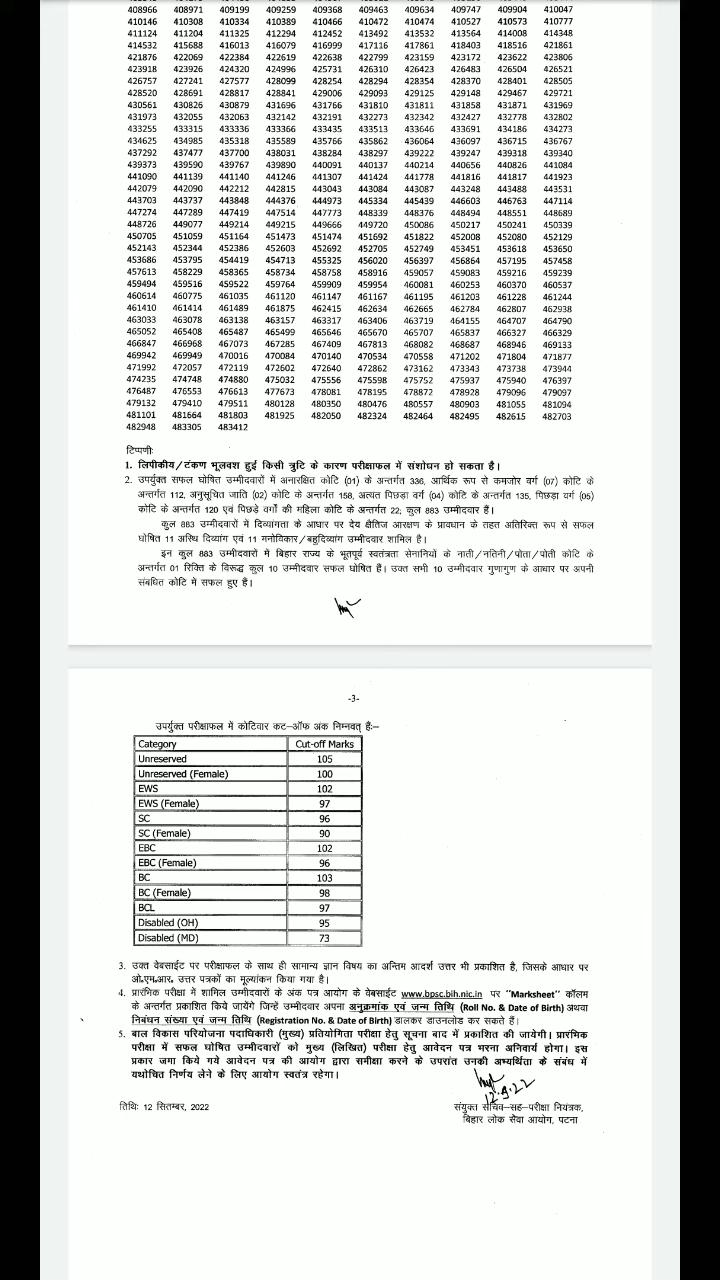 408966 408971 409199 409259 409368 409463 409634 409747 409904 410047
410146 410308 410334 410389 410466 410472 410474 410527 410573 410777
411124 411204 411325 412294 412452 413492 413532 413564 414008 414348
414532 415688 416013 416079 416999 417116 417861 418403 418516 421861
421876 422069 422384 422619 422638 422799 423159 423172 423622 423806
423918 423926 424320 424996 425731 426310 426423 426483 426504 426521
426757 427241 427577 428099 428254 428294 428354 428370 428401 428505
428520 428691 428817 428841 429006 429093 429125 429148 429467 429721
430561 430826 430879 431696 431766 431810 431811 431858 431871 431969
431973 432055 432063 432142 432191 432273 432342 432427 432778 432802
433255 433315 433336 433366 433435 433513 433646 433691 434186 434273
434625 434985 435318 435589 435766 435862 436064 436097 436715 436767
437292 437477 437700 438031 438284 438297 439222 439247 439318 439340
439373 439590 439767 439890 440091 440137 440214 440656 440826 441084
441090 441139 441140 441246 441307 441424 441778 441816 441817 441923
442079 442090 442212 442815 443043 443084 443087 443248 443488 443531
443703 443737 443848 444376 444973 445334 445439 446603 446763 447114
447274 447289 447419 447514 447773 448339 448376 448494 448551 448689
448726 449077 449214 449215 449666 449720 450086 450217 450241 450339
450705 451059 451164 451473 451474 451692 451822 452008 452080 452129
452143 452344 452386 452603 452692 452705 452749 453451 453618 453650
453686 453795 454419 454713 455325 456020 456397 456864 457195 457458
457613 458229 458365 458734 458758 458916 459057 459083 459216 459239
459494 459516 459522 459764 459909 459954 460081 460253 460370 460537
460614 460775 461035 461120 461147 461167 461195 461203 461228 461244
461410 461414 461489 461875 462415 462634 462665 462784 462807 462938
463033 463078 463138 463157 463317 463406 463719 464155 464707 464790
465052 465408 465487 465499 465646 465670 465707 465837 466327 466329
466847 466968 467073 467285 467409 467813 468082 468687 468946 469133
469942 469949 470016 470084 470140 470534 470558 471202 471804 471877
471992 472057 472119 472602 472640 472862 473162 473343 473738 473944
474235 474748 474880 475032 475556 475598 475752 475937 475940 476397
476487 476553 476613 477673 478081 478195 478872 478928 479096 479097
479132 479410 479511 480128 480350 480476 480557 480903 481055 481094
481101 481664 481803 481925 482050 482324 482464 482495 482615 482703
482948 483305 483412
टिप्पणीः
1. लिपीकीय/टंकण भूलवश हुई किसी त्रुटि के कारण परीक्षाफल में संशोधन हो सकता है।
2. उपर्युक्त सफल घोषित उम्मीदवारों में अनारक्षित कोटि (01) के अन्तर्गत 336, आर्थिक रूप से कमजोर वर्ग (07) कोटि के
अन्तर्गत 112, अनुसूचित जाति (02) कोटि के अन्तर्गत 158, अत्यत पिछड़ा वर्ग (04) कोटि के अन्तर्गत 135, पिछड़ा वर्ग (05)
कोटि के अन्तर्गत 120 एवं पिछड़े वर्गों की महिला कोटि के अन्तर्गत 22; कुल 883 उम्मीदवार हैं।
कुल 883 उम्मीदवारों में दिव्यांगता के आधार पर देय क्षैतिज आरक्षण के प्रावधान के तहत अतिरिक्त रूप से सफल
घोषित 11 अस्थि दिव्यांग एवं 11 मनोविकार/बहुदिव्यांग उम्मीदवार शामिल है।
इन कुल 883 उम्मीदवारों में बिहार राज्य के भूतपूर्व स्वतंत्रता सेनानियों के नाती/नतिनी/पोता/पोती कोटि के
अन्तर्गत 01 रिक्ति के विरूद्ध कुल 10 उम्मीदवार सफल घोषित हैं। उक्त सभी 10 उम्मीदवार गुणागुण के आधार पर अपनी
संबधित कोटि में सफल हुए हैं।
-3-
उपर्युक्त परीक्षाफल में कोटिवार कट–ऑफ अंक निम्नवत् हैः–
Category Cut-off Marks
Unreserved 105
Unreserved (Female) 100
EWS 102
EWS (Female) 97
SC 96
SC (Female) 90
EBC 102
EBC (Female) 96
BC 103
BC (Female) 98
BCL 97
Disabled (OH) 95
Disabled (MD) 73
3. उक्त वेबसाईट पर परीक्षाफल के साथ ही सामान्य ज्ञान विषय का अन्तिम आदर्श उत्तर भी प्रकाशित है, जिसके आधार पर
ओ.एम.आर. उत्तर पत्रकों का मूल्यांकन किया गया है।
4. प्रारंमिक परीक्षा में शामिल उम्मीदवारों के अंक पत्र आयोग के वेबसाईट www.bpsc.bih.nic.in पर "Marksheet" कॉलम
के अन्तर्गत प्रकाशित किये जायेंगे जिन्हें उम्मीदवार अपना अनुक्रमांक एवं जन्म तिथि (Roll No. & Date of Birth) अथवा
निबंधन संख्या एवं जन्म तिथि (Registration No. & Date of Birth) डालकर डाउनलोड कर सकते हैं।
5. बाल विकास परियोजना पदाधिकारी (मुख्य) प्रतियोगिता परीक्षा हेतु सूचना बाद में प्रकाशित की जायेगी। प्रारंमिक
परीक्षा में सफल घोषित उम्मीदवारों को मुख्य (लिखित) परीक्षा हेतु आवेदन पत्र भरना अनिवार्य होगा। इस
प्रकार जगा किये गये आवेदन पत्र की आयोग द्वारा समीक्षा करने के उपरांत उनकी अभ्यर्थिता के संबंध में
यथोचित निर्णय लेने के लिए आयोग स्वतंत्र रहेगा।
12.9.22
तिथिः 12 सितम्बर, 2022
संयुक्त सचिव–सह–परीक्षा नियंत्रक,
बिहार लोक सेवा आयोग, पटना